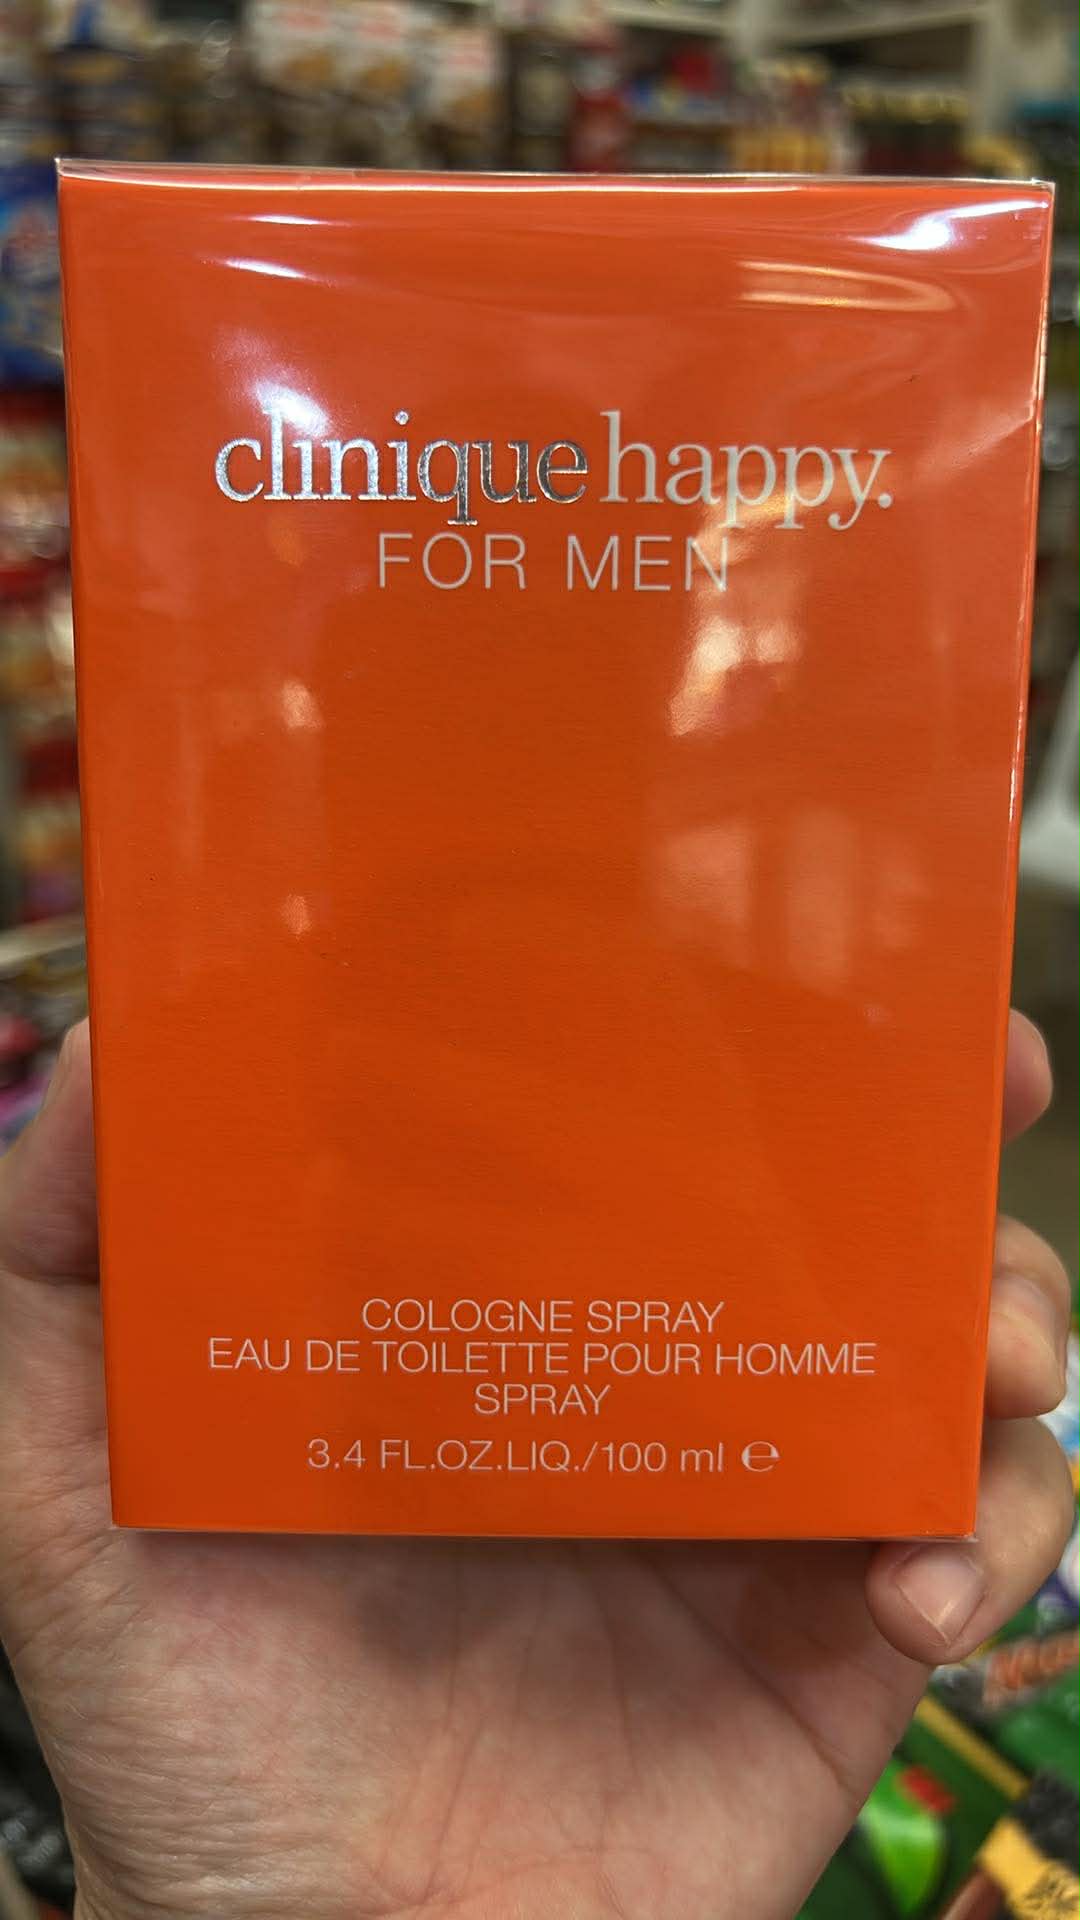 clinique happy.
FOR MEN
COLOGNE SPRAY
EAU DE TOILETTE POUR HOMME
SPRAY
3.4 FL.OZ.LIQ./100 ml ℮